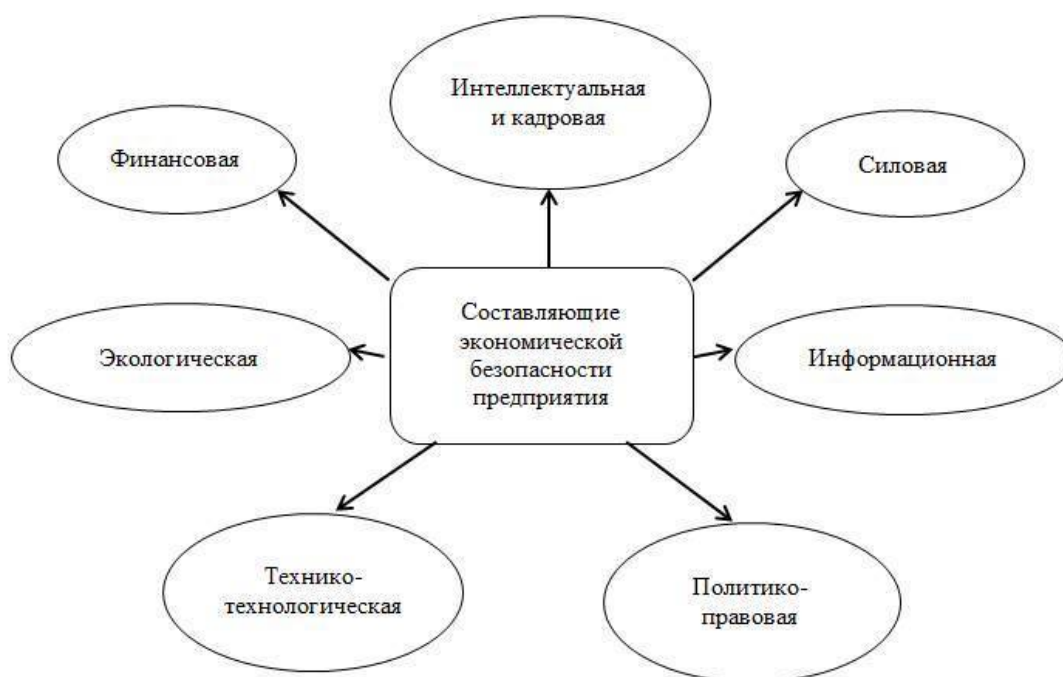 Интеллектуальная
и кадровая
Финансовая
Силовая
Составляющие
экономической
безопасности
предприятия
Экологическая
Информационная
Технико-
технологическая
Политико-
правовая